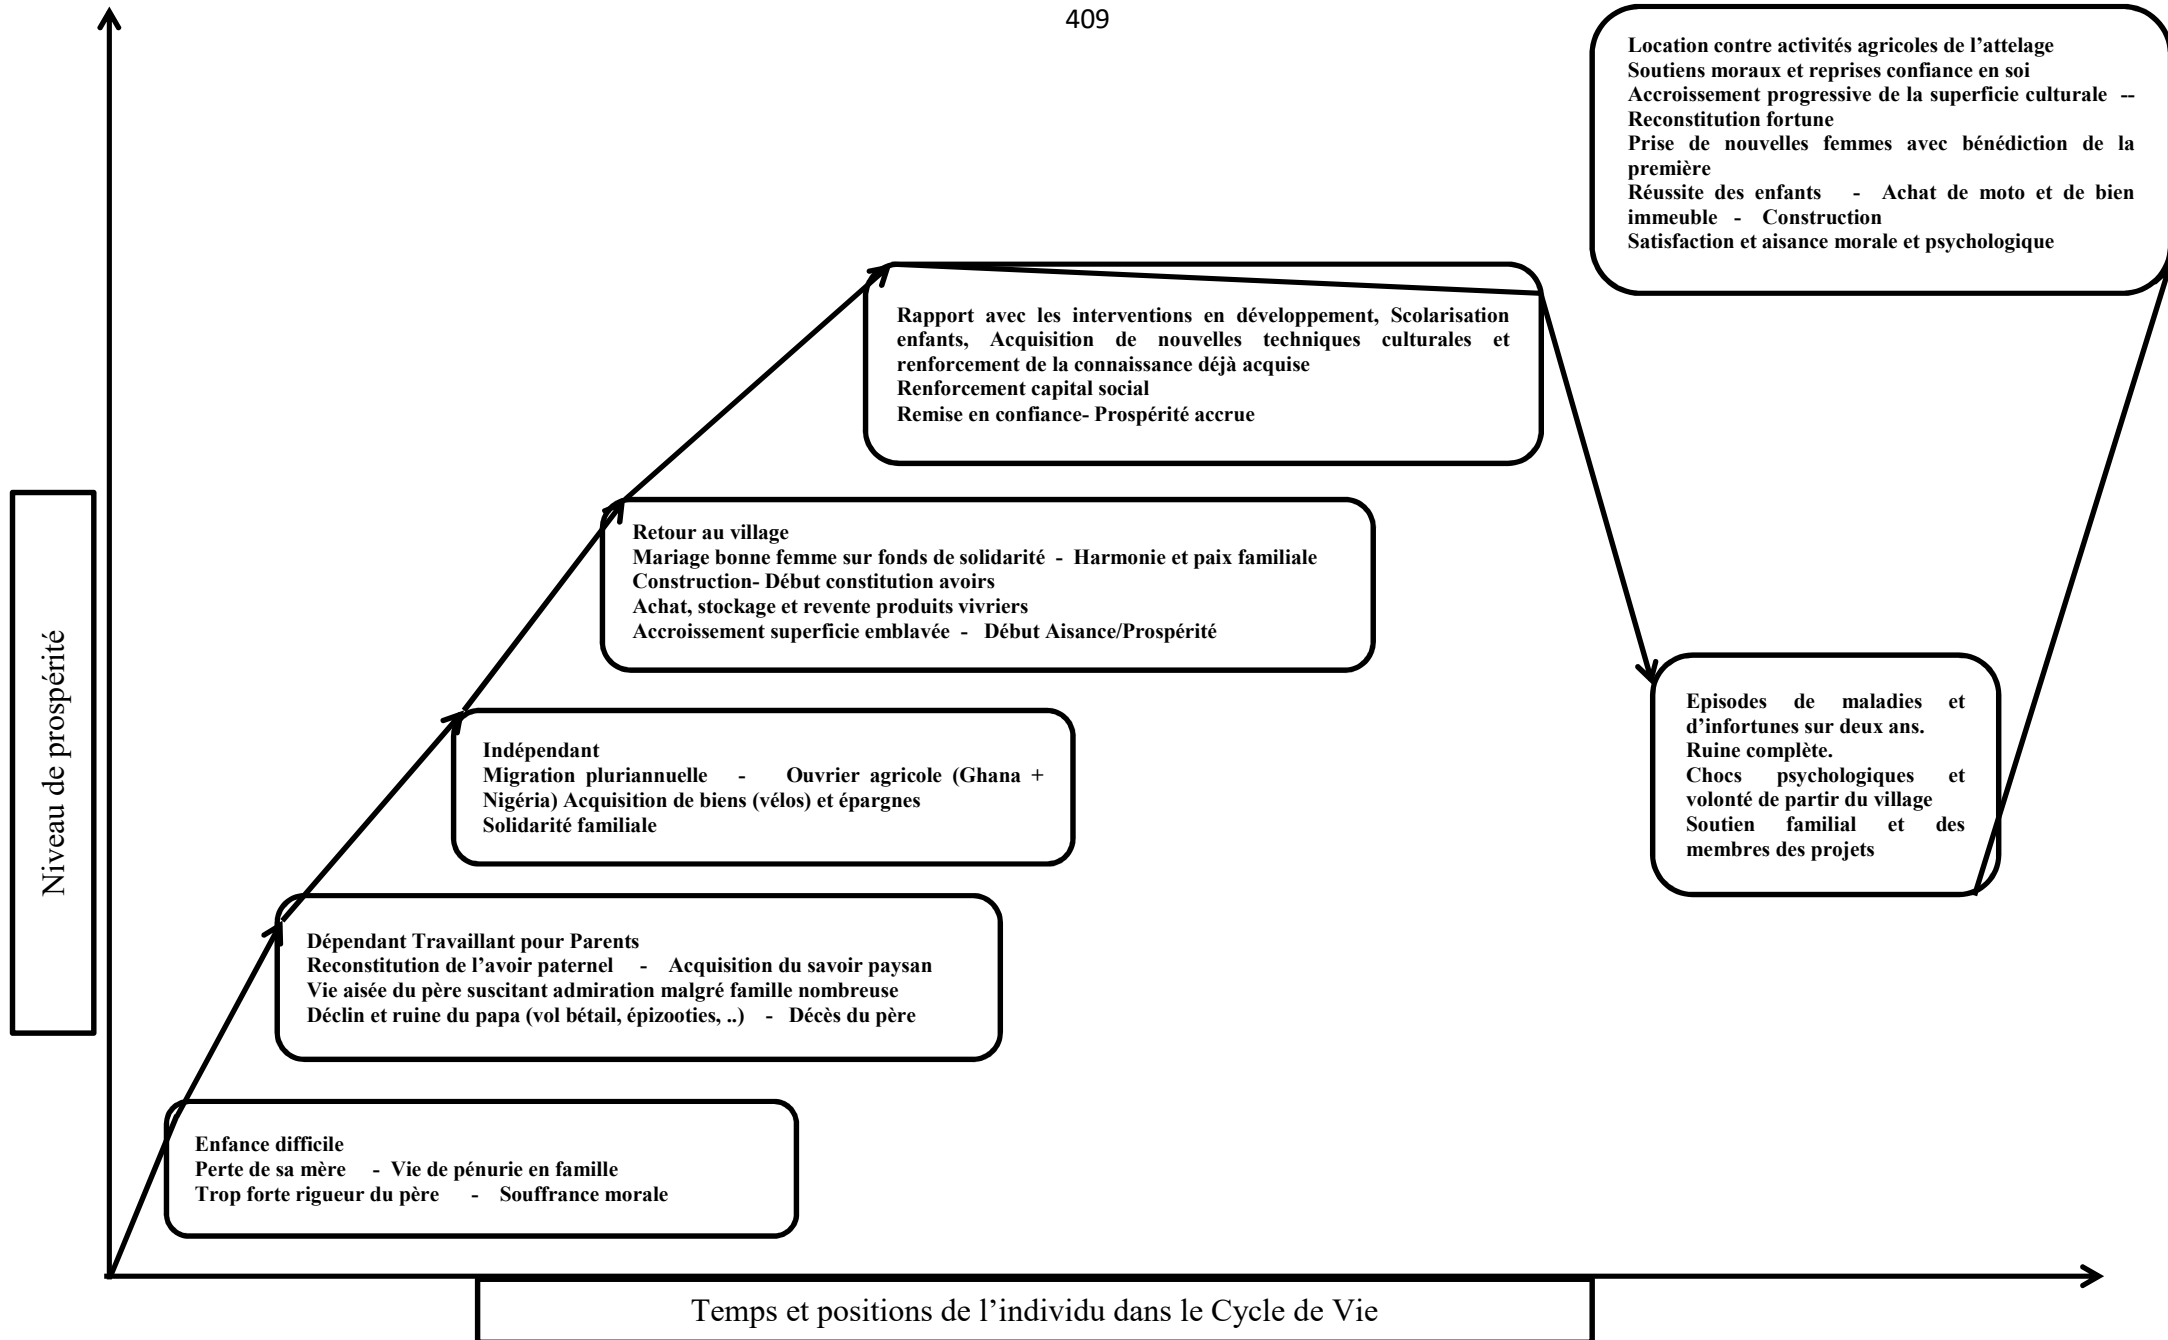 409
Location contre activités agricoles de l’attelage
Soutiens moraux et reprises confiance en soi
Accroissement progressive de la superficie culturale --
Reconstitution fortune
Prise de nouvelles femmes avec bénédiction de la
première
Réussite des enfants - Achat de moto et de bien
immeuble - Construction
Satisfaction et aisance morale et psychologique
Rapport avec les interventions en développement, Scolarisation
enfants, Acquisition de nouvelles techniques culturales et
renforcement de la connaissance déjà acquise
Renforcement capital social
Remise en confiance- Prospérité accrue
Retour au village
Mariage bonne femme sur fonds de solidarité - Harmonie et paix familiale
Construction- Début constitution avoirs
Achat, stockage et revente produits vivriers
Accroissement superficie emblavée - Début Aisance/Prospérité
Episodes de maladies et
d’infortunes sur deux ans.
Ruine complète.
Chocs psychologiques et
volonté de partir du village
Soutien familial et des
membres des projets
Indépendant
Migration pluriannuelle - Ouvrier agricole (Ghana +
Nigéria) Acquisition de biens (vélos) et épargnes
Solidarité familiale
Dépendant Travaillant pour Parents
Reconstitution de l’avoir paternel - Acquisition du savoir paysan
Vie aisée du père suscitant admiration malgré famille nombreuse
Déclin et ruine du papa (vol bétail, épizooties, ..) - Décès du père
Enfance difficile
Perte de sa mère - Vie de pénurie en famille
Trop forte rigueur du père - Souffrance morale
Niveau de prospérité
Temps et positions de l’individu dans le Cycle de Vie